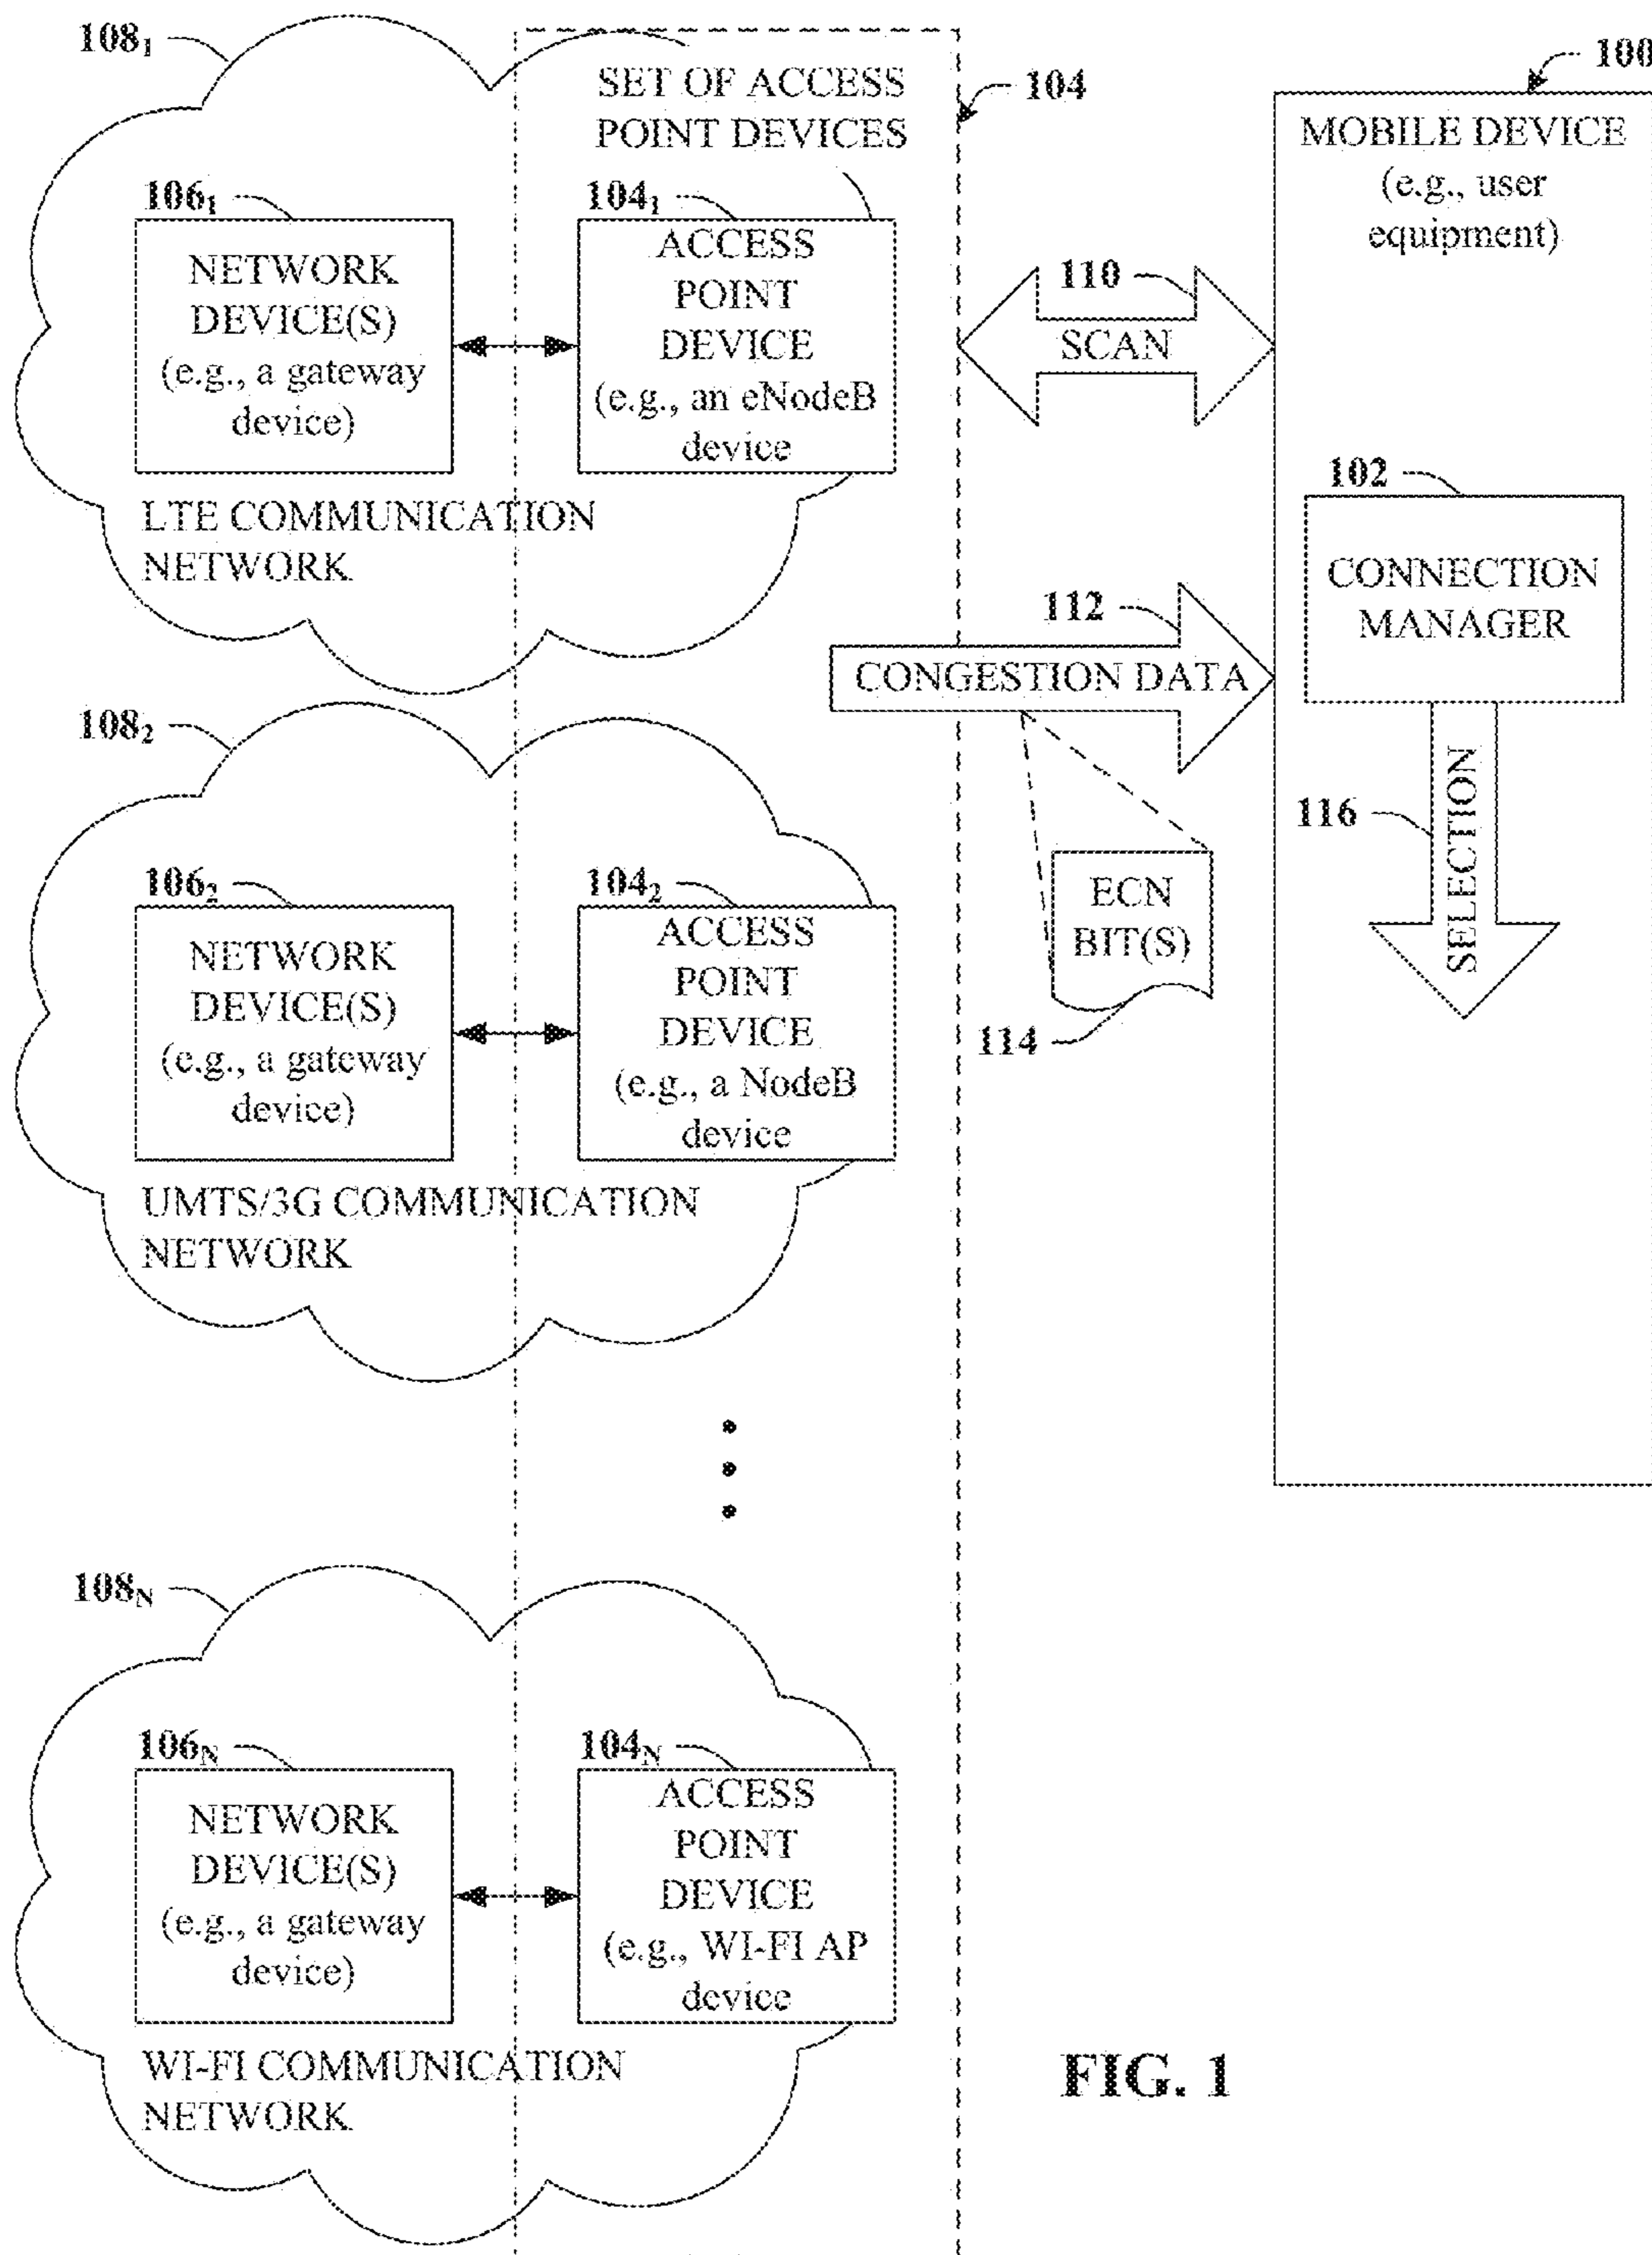 108₁
SET OF ACCESS
POINT DEVICES
104
100
MOBILE DEVICE
(e.g., user
equipment)
106₁
NETWORK
DEVICE(S)
(e.g., a gateway
device)
104₁
ACCESS
POINT
DEVICE
(e.g., an eNodeB
device
110
SCAN
LTE COMMUNICATION
NETWORK
102
CONNECTION
MANAGER
112
CONGESTION DATA
116
SELECTION
ECN
BIT(S)
114
108₂
106₂
NETWORK
DEVICE(S)
(e.g., a gateway
device)
104₂
ACCESS
POINT
DEVICE
(e.g., a NodeB
device
UMTS/3G COMMUNICATION
NETWORK
108N
106N
NETWORK
DEVICE(S)
(e.g., a gateway
device)
104N
ACCESS
POINT
DEVICE
(e.g., WI-FI AP
device
WI-FI COMMUNICATION
NETWORK
FIG. 1